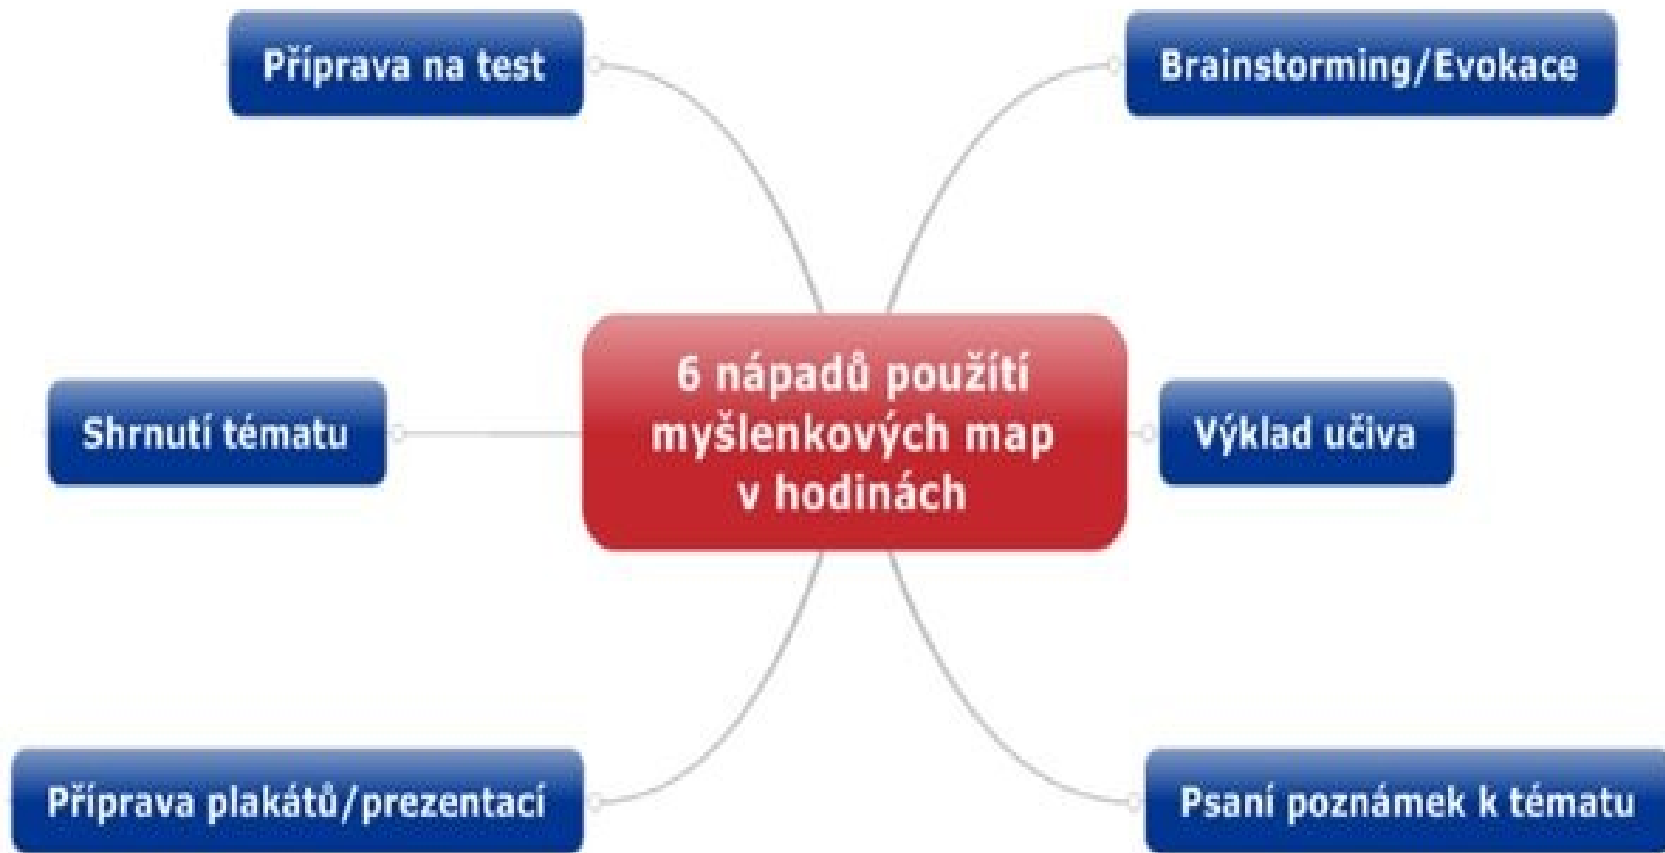 Příprava na test
Brainstorming/Evokace
6 nápadů použítí
myšlenkových map
v hodinách
Shrnutí tématu
Výklad učiva
Příprava plakátů/prezentací
Psaní poznámek k tématu